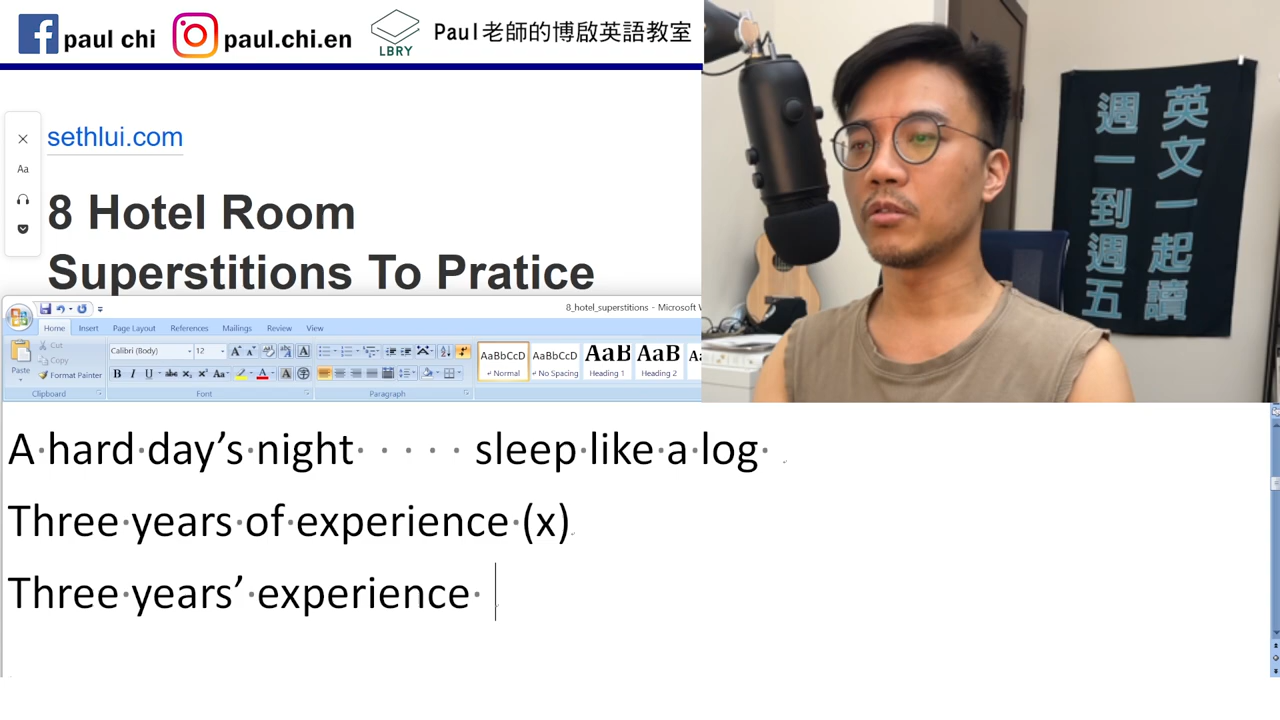 paul chi
paul.chi.en
LBRY
Paul老師的博啟英語教室
sethlui.com
8 Hotel Room
Superstitions To Pratice
Aa
8_hotel_superstitions - Microsoft W
Home Insert Page Layout References Mailings Review View
Paste
Cut
Copy
Format Painter
Clipboard
Calibri (Body) 12
Font
Paragraph
AaBbCcD
Normal
AaBbCcD
No Spacing
AaB
Heading 1
AaB
Heading 2
A hard day’s night sleep like a log
Three years of experience (x)
Three years’ experience
英文一起讀
週一到週五